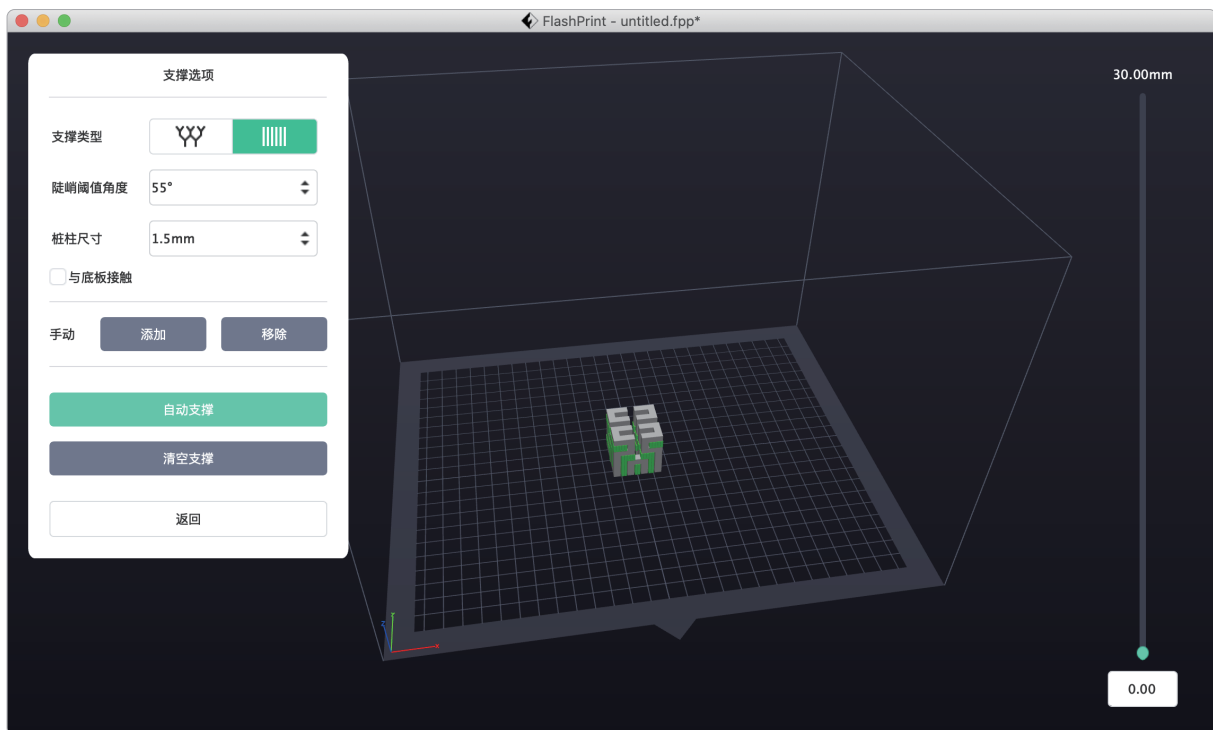 FlashPrint - untitled.fpp*
支撑选项
30.00mm
支撑类型
陡峭阈值角度 55°
桩柱尺寸 1.5mm
与底板接触
手动 添加 移除
自动支撑
清空支撑
返回
0.00